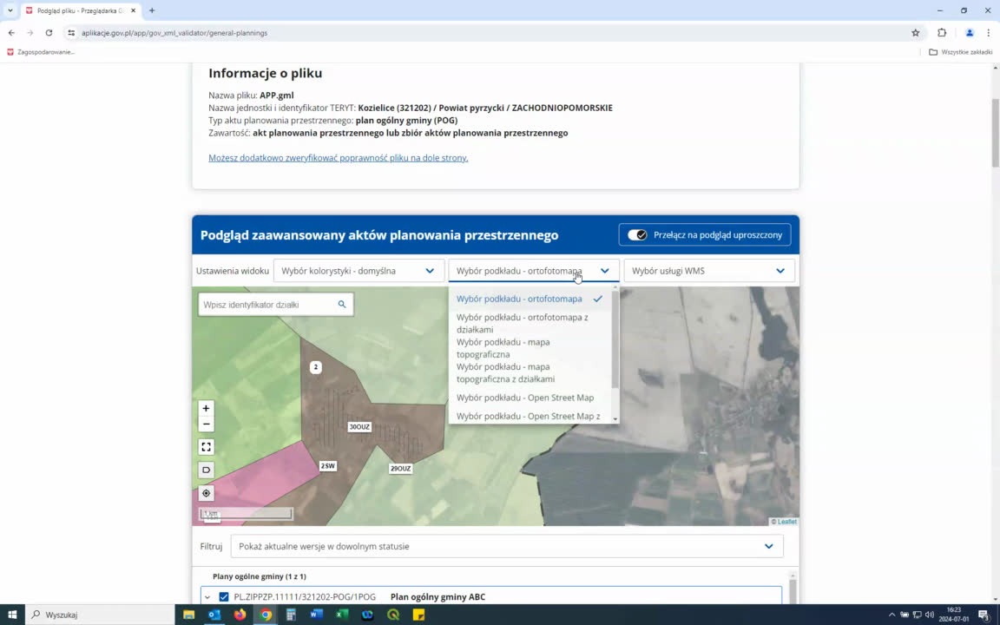 Podgląd pliku - Przeglądarka G
aplikacje.gov.pl/app/gov_xml_validator/general-plannings
Zagospodarowanie...
Wszystkie zakładki
Informacje o pliku
Nazwa pliku: APP.gml
Nazwa jednostki i identyfikator TERYT: Kozielice (321202) / Powiat pyrzycki / ZACHODNIOPOMORSKIE
Typ aktu planowania przestrzennego: plan ogólny gminy (POG)
Zawartość: akt planowania przestrzennego lub zbiór aktów planowania przestrzennego
Możesz dodatkowo zweryfikować poprawność pliku na dole strony.
Podgląd zaawansowany aktów planowania przestrzennego
Przełącz na podgląd uproszczony
Ustawienia widoku
Wybór kolorystyki - domyślna
Wybór podkładu - ortofotomapa
Wybór usługi WMS
Wpisz identyfikator działki
Wybór podkładu - ortofotomapa
Wybór podkładu - ortofotomapa z
działkami
Wybór podkładu - mapa
topograficzna
Wybór podkładu - mapa
topograficzna z działkami
Wybór podkładu - Open Street Map
Wybór podkładu - Open Street Map z
2
30OUZ
2SW
29OUZ
+
−
1 km
© Leaflet
Filtruj
Pokaż aktualne wersje w dowolnym statusie
Plany ogólne gminy (1 z 1)
PL.ZIPPZP.11111/321202-POG/1POG
Plan ogólny gminy ABC
Wyszukaj
16:23
2024-07-01